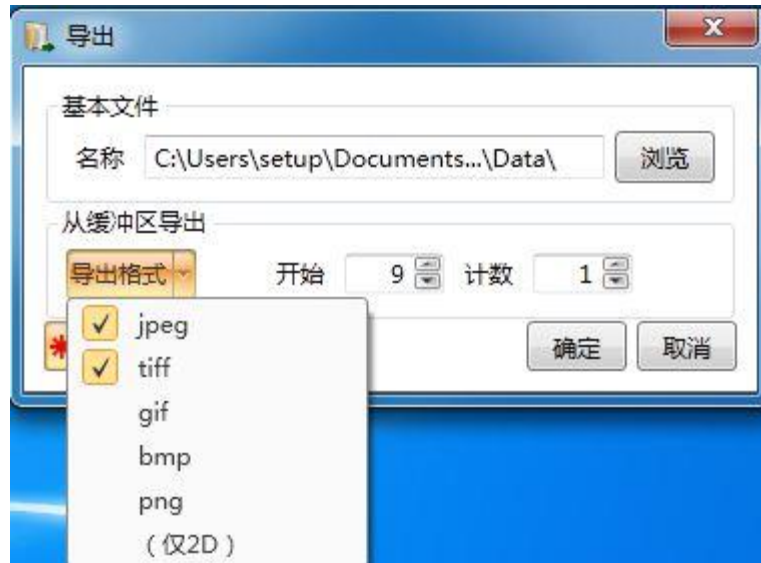 导出
基本文件
名称 C:\Users\setup\Documents...\Data\ 浏览
从缓冲区导出
导出格式 开始 9 计数 1
jpeg
确定 取消
tiff
gif
bmp
png
(仅2D)